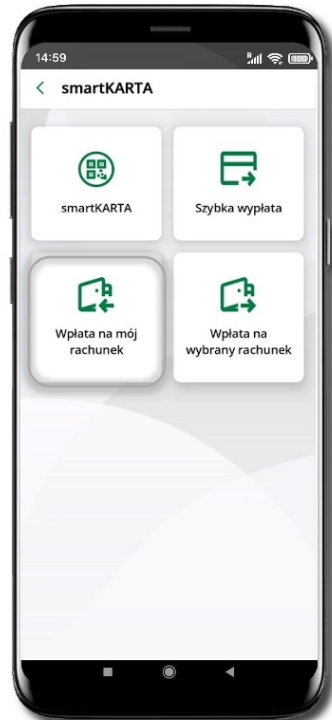 14:59
smartKARTA
smartKARTA
Szybka wypłata
Wpłata na mój
rachunek
Wpłata na
wybrany rachunek